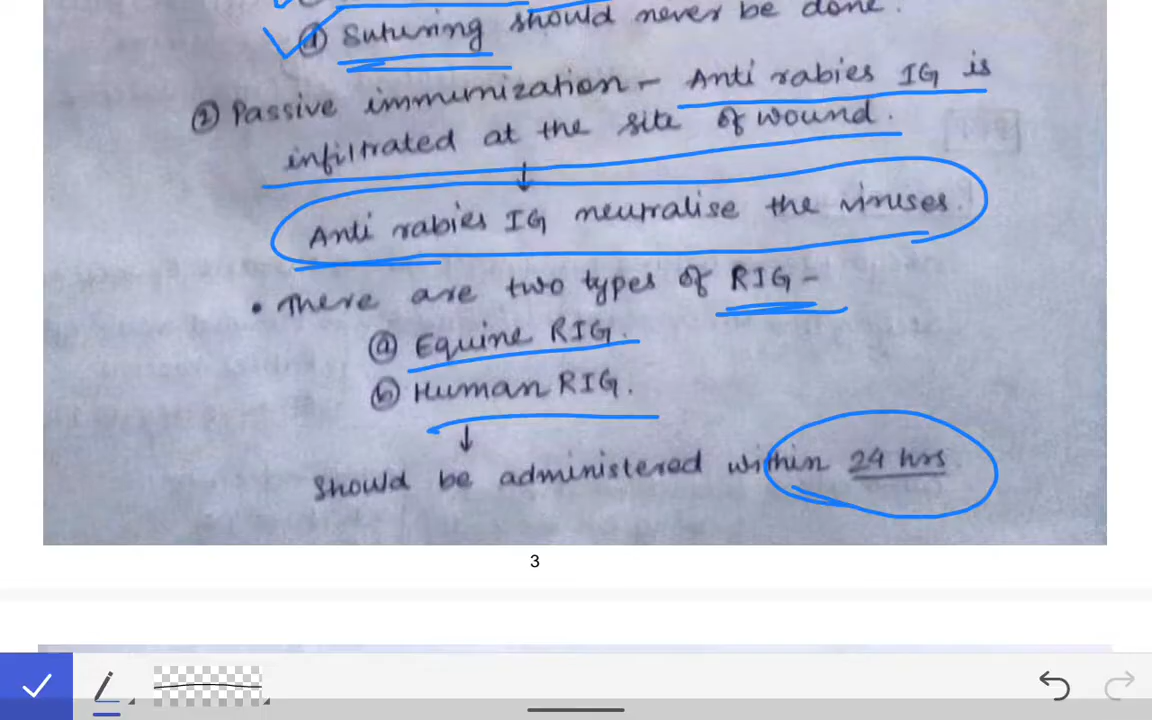 ⓓ Suturing should never be done.
② Passive immunization - Anti rabies IG is
infiltrated at the site of wound.
↓
Anti rabies IG neutralise the viruses.
• There are two types of RIG -
ⓐ Equine RIG.
ⓑ Human RIG.
↓
Should be administered within 24 hrs
3